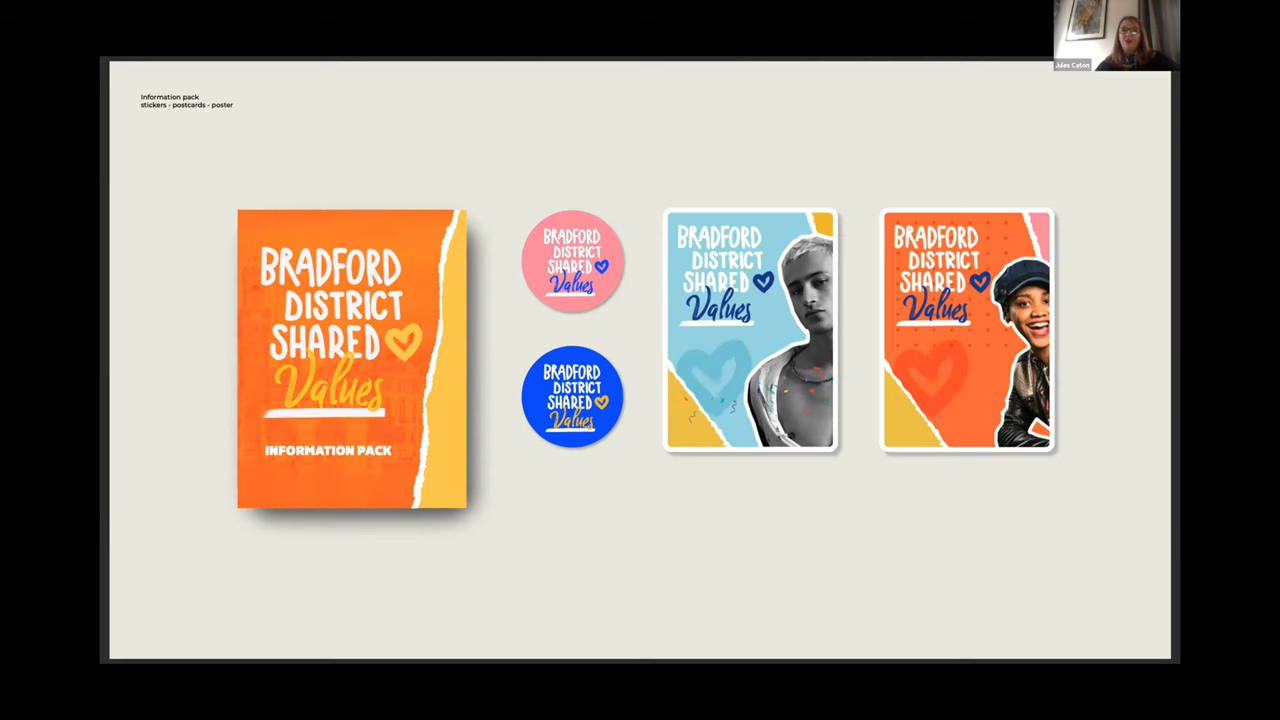 Jules Caton
Information pack
stickers - postcards - poster
BRADFORD
DISTRICT
SHARED
Values
INFORMATION PACK
BRADFORD
DISTRICT
SHARED
Values
BRADFORD
DISTRICT
SHARED
Values
BRADFORD
DISTRICT
SHARED
Values
BRADFORD
DISTRICT
SHARED
Values